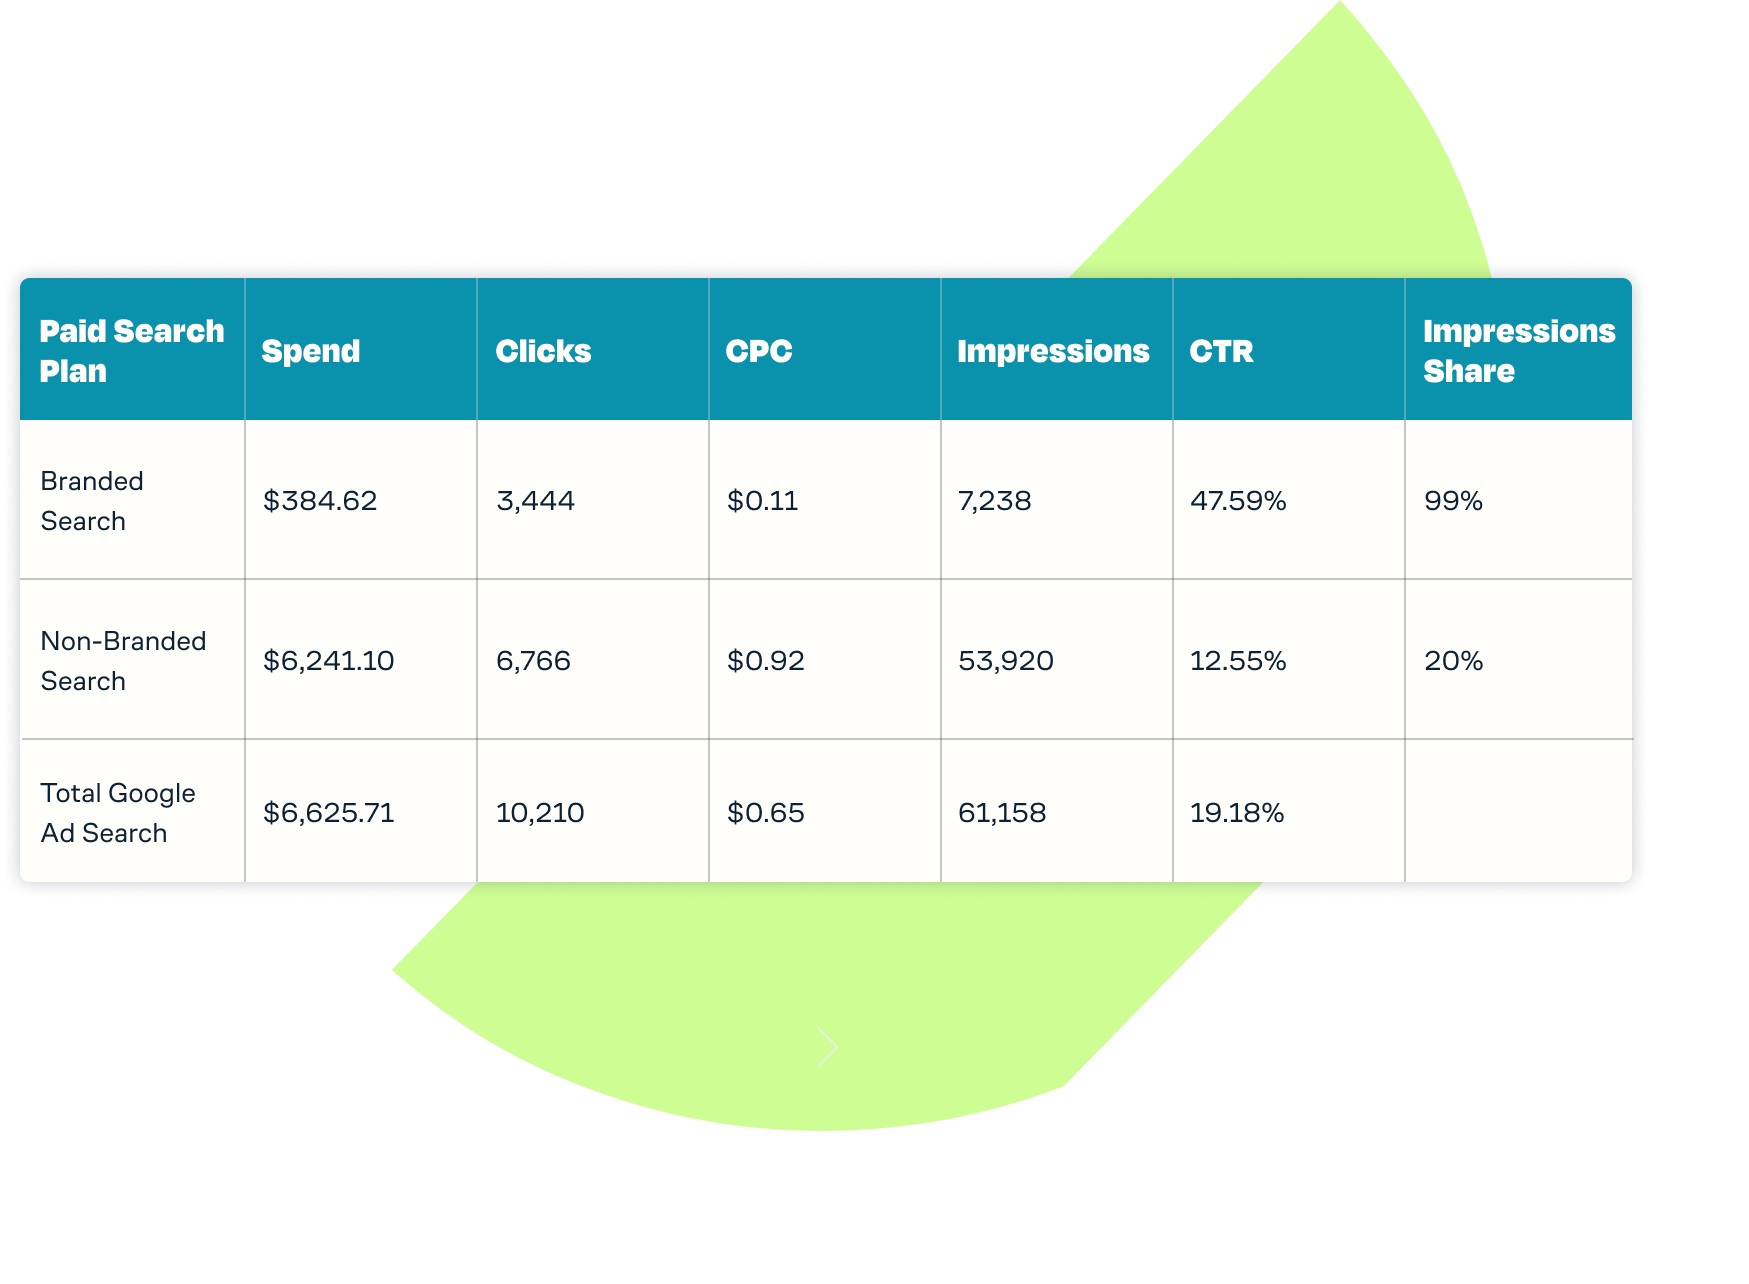 Paid Search
Plan
Spend
Clicks
CPC
Impressions
CTR
Impressions
Share
Branded
Search
$384.62
3,444
$0.11
7,238
47.59%
99%
Non-Branded
Search
$6,241.10
6,766
$0.92
53,920
12.55%
20%
Total Google
Ad Search
$6,625.71
10,210
$0.65
61,158
19.18%